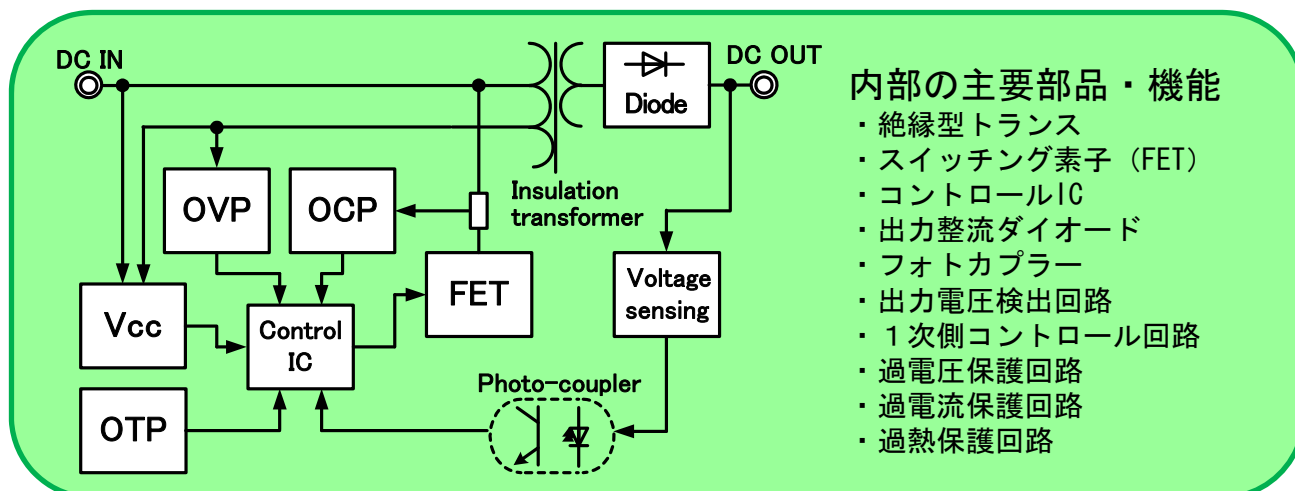 DC IN
DC OUT
Diode
Insulation
transformer
OVP
OCP
Vcc
Control
IC
FET
Voltage
sensing
OTP
Photo-coupler
内部の主要部品・機能
・絶縁型トランス
・スイッチング素子（FET）
・コントロールIC
・出力整流ダイオード
・フォトカプラー
・出力電圧検出回路
・１次側コントロール回路
・過電圧保護回路
・過電流保護回路
・過熱保護回路